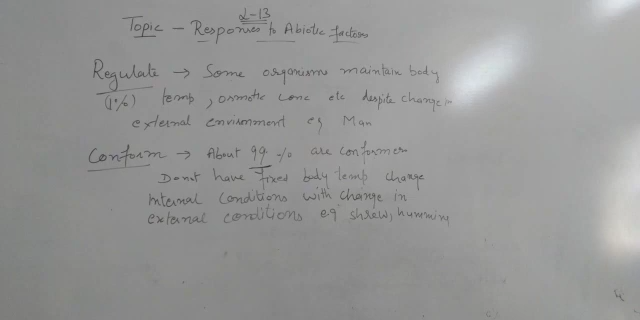 L-13
Topic - Responses to Abiotic factors
Regulate → Some organisms maintain body
(1%) temp, osmotic conc etc despite change in
external environment eg Man
Conform → About 99 % are conformers
Donot have fixed body temp change
internal conditions with change in
external conditions e.g shrew, humming